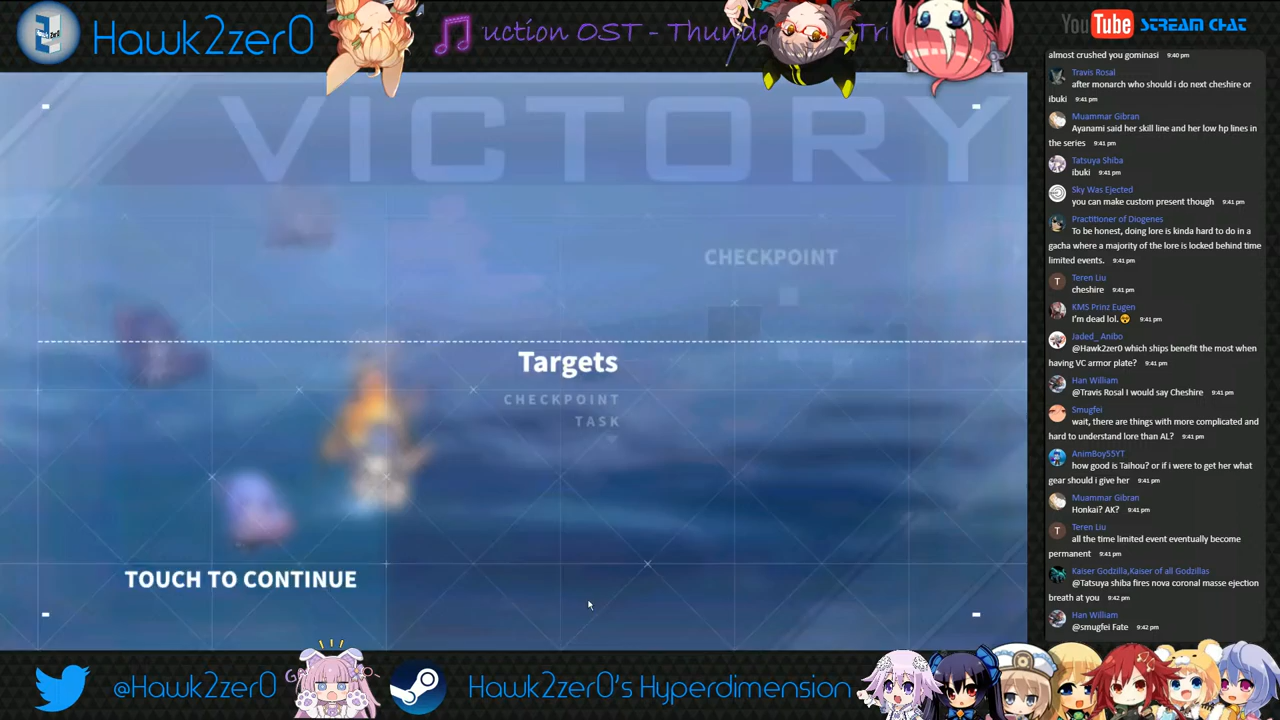 Hawk2zer0
uction OST - Thunde
Tri
You Tube STREAM CHAT
VICTORY
CHECKPOINT
Targets
CHECKPOINT
TASK
TOUCH TO CONTINUE
almost crushed you gominasi 9:40 pm
Travis Rosal
after monarch who should i do next cheshire or
ibuki 9:41 pm
Muammar Gibran
Ayanami said her skill line and her low hp lines in
the series 9:41 pm
Tatsuya Shiba
ibuki 9:41 pm
Sky Was Ejected
you can make custom present though 9:41 pm
Practitioner of Diogenes
To be honest, doing lore is kinda hard to do in a
gacha where a majority of the lore is locked behind time
limited events. 9:41 pm
Teren Liu
T
cheshire 9:41 pm
KMS Prinz Eugen
I'm dead lol. 😵 9:41 pm
Jaded_ Anibo
@Hawk2zer0 which ships benefit the most when
having VC armor plate? 9:41 pm
Han William
@Travis Rosal I would say Cheshire 9:41 pm
Smugfei
wait, there are things with more complicated and
hard to understand lore than AL? 9:41 pm
AnimBoy55YT
how good is Taihou? or if i were to get her what
gear should i give her 9:41 pm
Muammar Gibran
Honkai? AK? 9:41 pm
Teren Liu
T
all the time limited event eventually become
permanent 9:41 pm
Kaiser Godzilla,Kaiser of all Godzillas
@Tatsuya shiba fires nova coronal masse ejection
breath at you 9:42 pm
Han William
@smugfei Fate 9:42 pm
@Hawk2zer0
Hawk2zer0's Hyperdimension